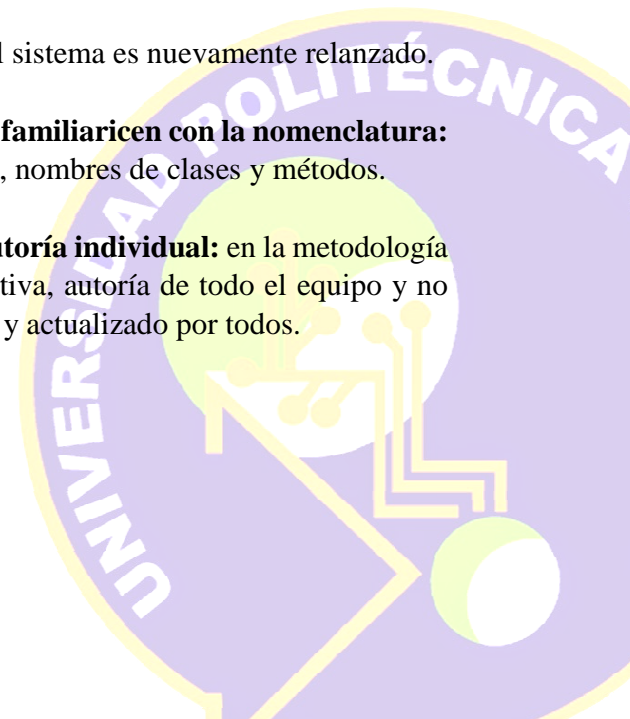 l sistema es nuevamente relanzado.
familiaricen con la nomenclatura:
, nombres de clases y métodos.
utoría individual: en la metodología
tiva, autoría de todo el equipo y no
y actualizado por todos.
UNIVERSIDAD POLITÉCNICA